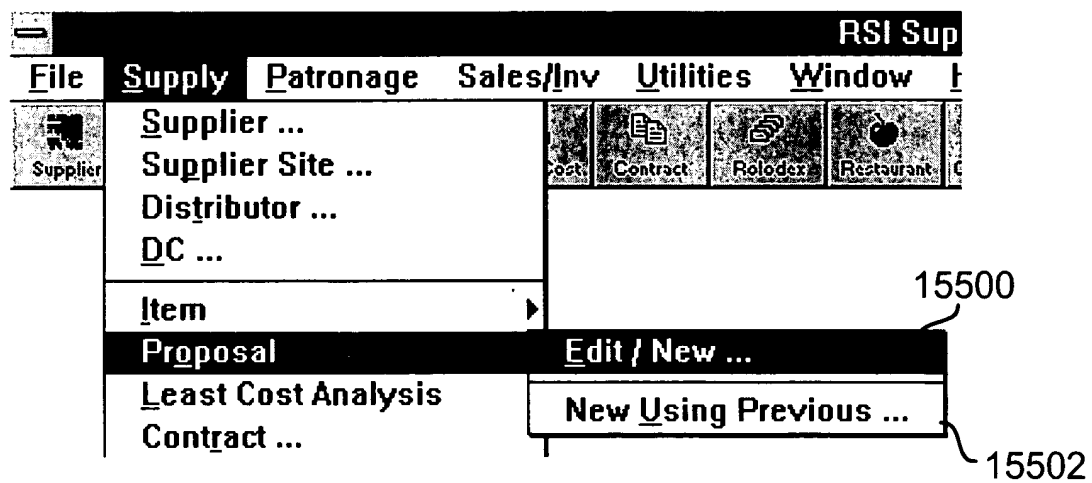 RSI Sup
File Supply Patronage Sales/Inv Utilities Window
Supplier Cost Contract Rolodex Restaurant
Supplier ...
Supplier Site ...
Distributor ...
DC ...
Item
Proposal
Least Cost Analysis
Contract ...
15500
Edit / New ...
New Using Previous ...
15502